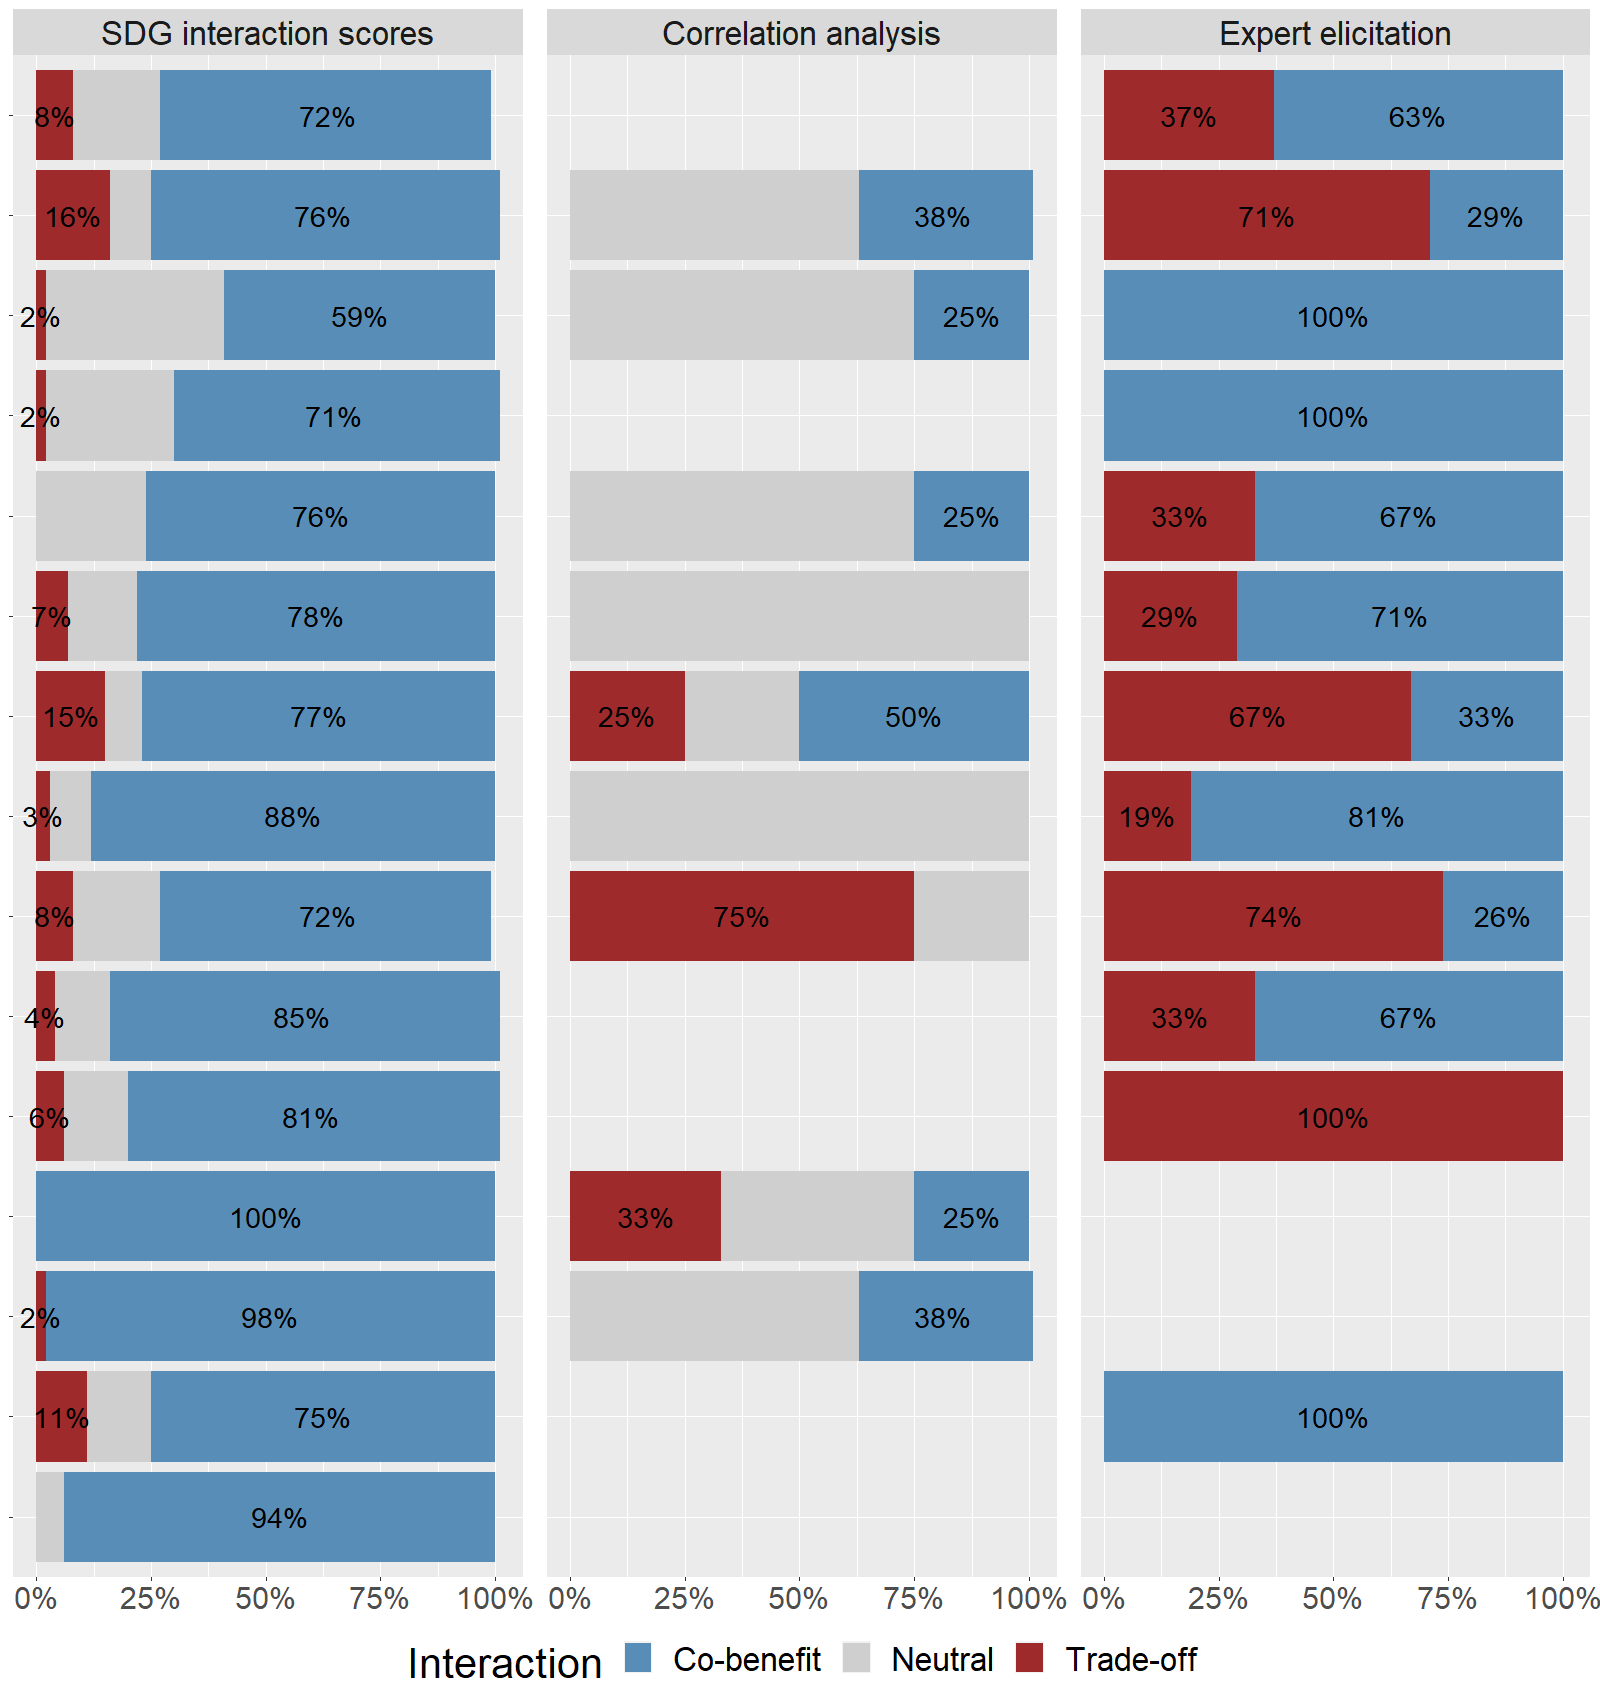 SDG interaction scores Correlation analysis Expert elicitation
8% 72% 37% 63%
16% 76% 38% 71% 29%
2% 59% 25% 100%
2% 71% 100%
76% 25% 33% 67%
7% 78% 29% 71%
15% 77% 25% 50% 67% 33%
3% 88% 19% 81%
8% 72% 75% 74% 26%
4% 85% 33% 67%
6% 81% 100%
100% 33% 25%
2% 98% 38%
11% 75% 100%
94%
0% 25% 50% 75% 100% 0% 25% 50% 75% 100% 0% 25% 50% 75% 100%
Interaction Co-benefit Neutral Trade-off